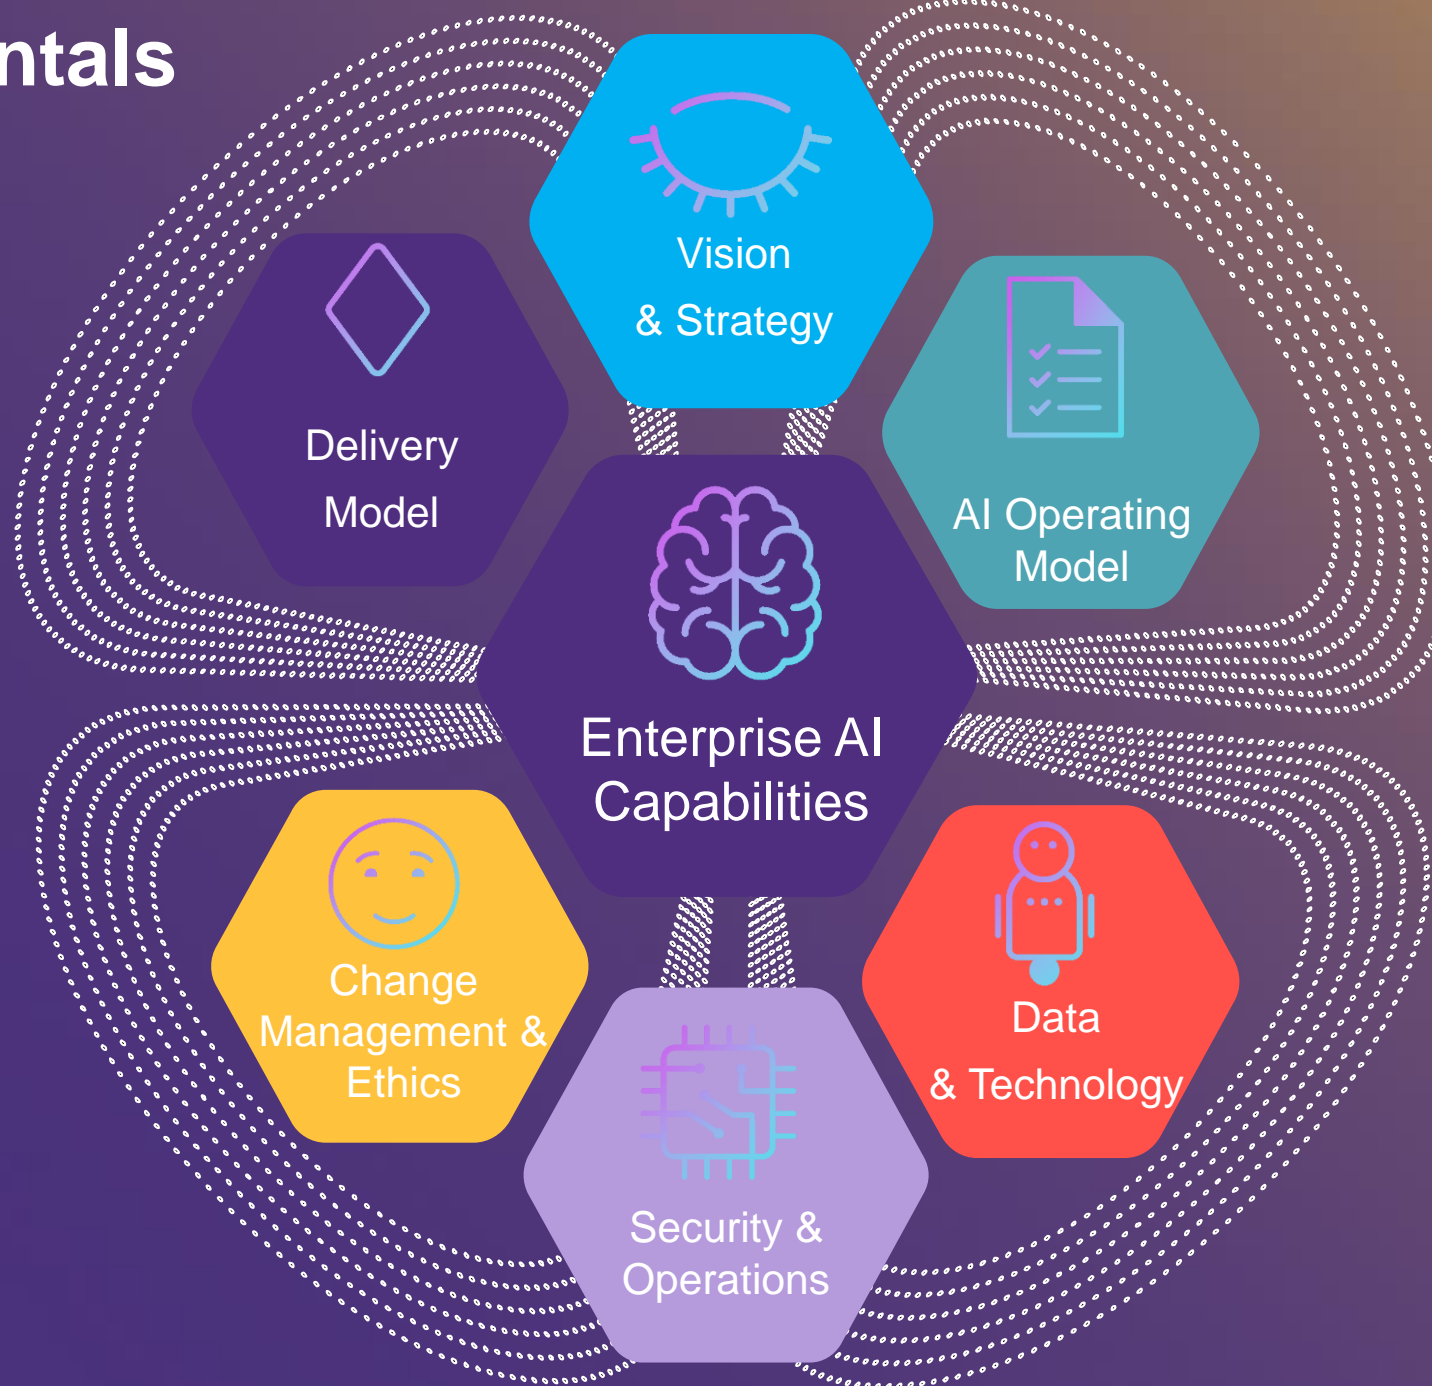 ntals
Vision
& Strategy
Delivery
Model
AI Operating
Model
Enterprise AI
Capabilities
Change
Management &
Ethics
Data
& Technology
Security &
Operations